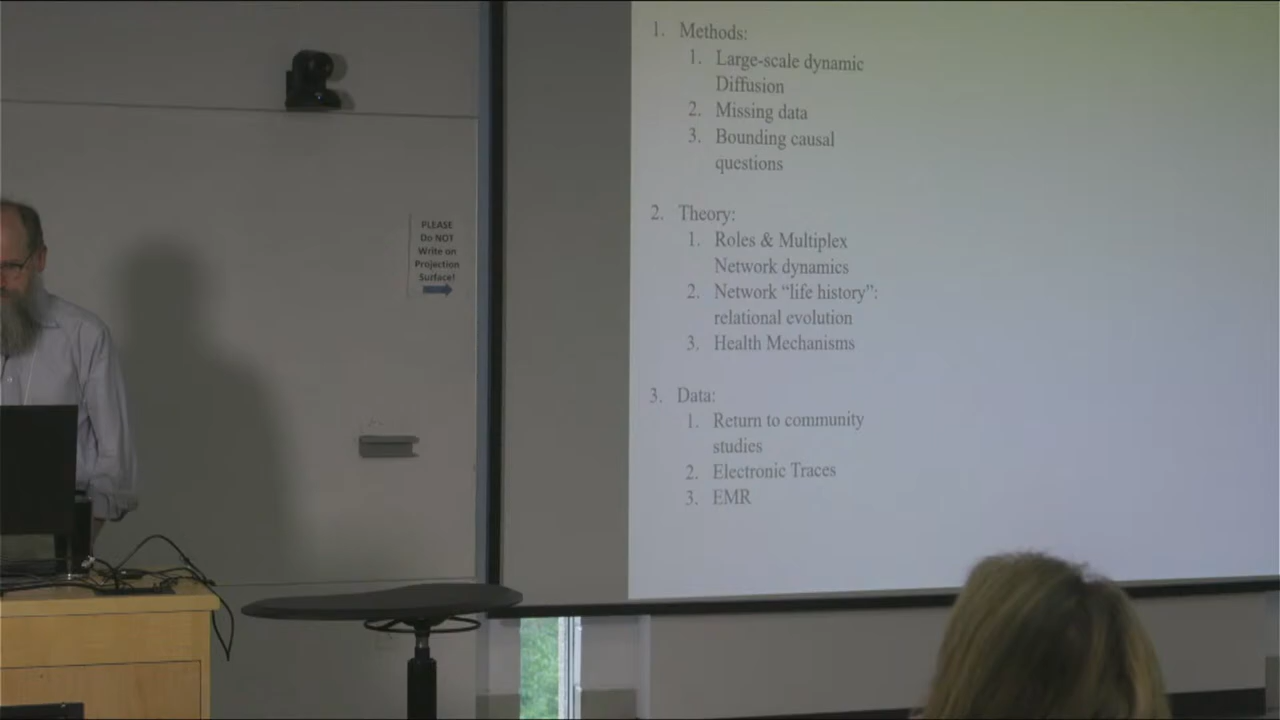 PLEASE
Do NOT
Write on
Projection
Surface!
1. Methods:
1. Large-scale dynamic
Diffusion
2. Missing data
3. Bounding causal
questions
2. Theory:
1. Roles & Multiplex
Network dynamics
2. Network “life history”:
relational evolution
3. Health Mechanisms
3. Data:
1. Return to community
studies
2. Electronic Traces
3. EMR